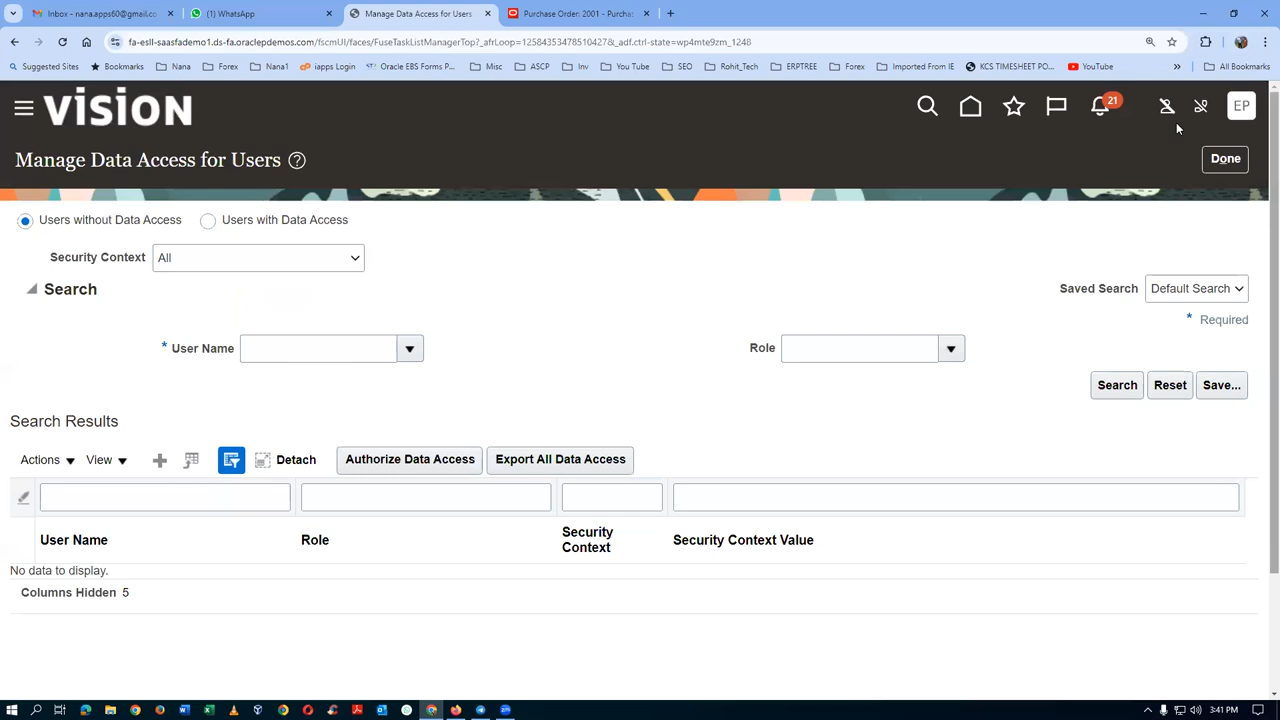 Inbox - nana.apps60@gmail.co
(1) WhatsApp
Manage Data Access for Users
Purchase Order: 2001 - Purcha
fa-esll-saasfademo1.ds-fa.oraclepdemos.com/fscmUI/faces/FuseTaskListManagerTop?_afrLoop=12584353478510427&_adf.ctrl-state=wp4mte9zm_1248
Suggested Sites
Bookmarks
Nana
Forex
Nana1
iapps Login
Oracle EBS Forms P...
Misc
ASCP
Inv
You Tube
SEO
Rohit_Tech
ERPTREE
Forex
Imported From IE
KCS TIMESHEET PO...
YouTube
All Bookmarks
VISION
21
EP
Manage Data Access for Users
Done
Users without Data Access
Users with Data Access
Security Context
All
Search
Saved Search
Default Search
* Required
* User Name
Role
Search
Reset
Save...
Search Results
Actions
View
Detach
Authorize Data Access
Export All Data Access
User Name
Role
Security Context
Security Context Value
No data to display.
Columns Hidden 5
3:41 PM